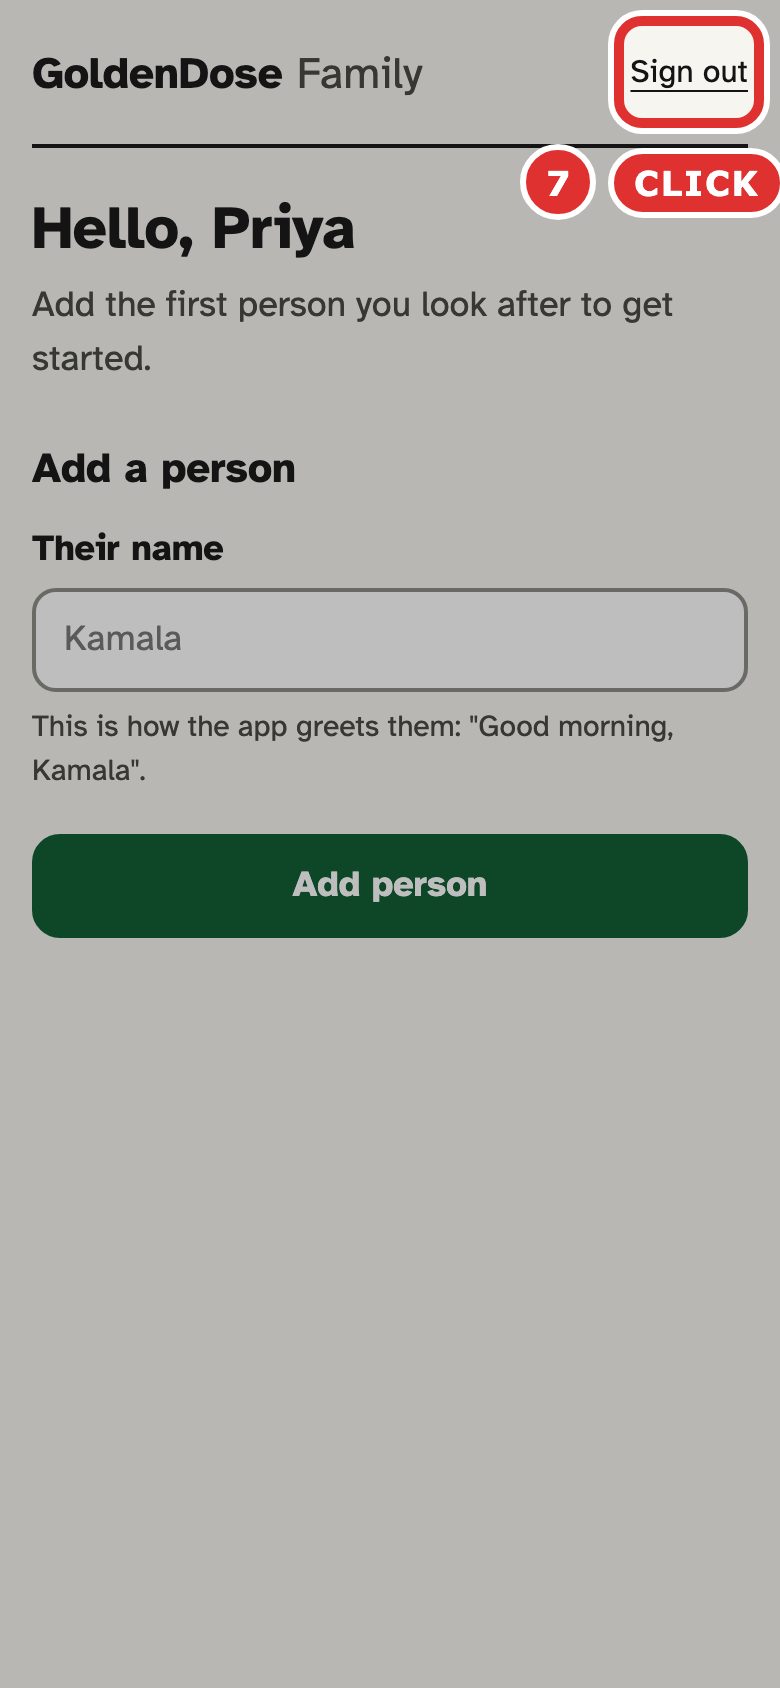 GoldenDose Family
Sign out
7
CLICK
Hello, Priya
Add the first person you look after to get
started.
Add a person
Their name
Kamala
This is how the app greets them: "Good morning,
Kamala".
Add person